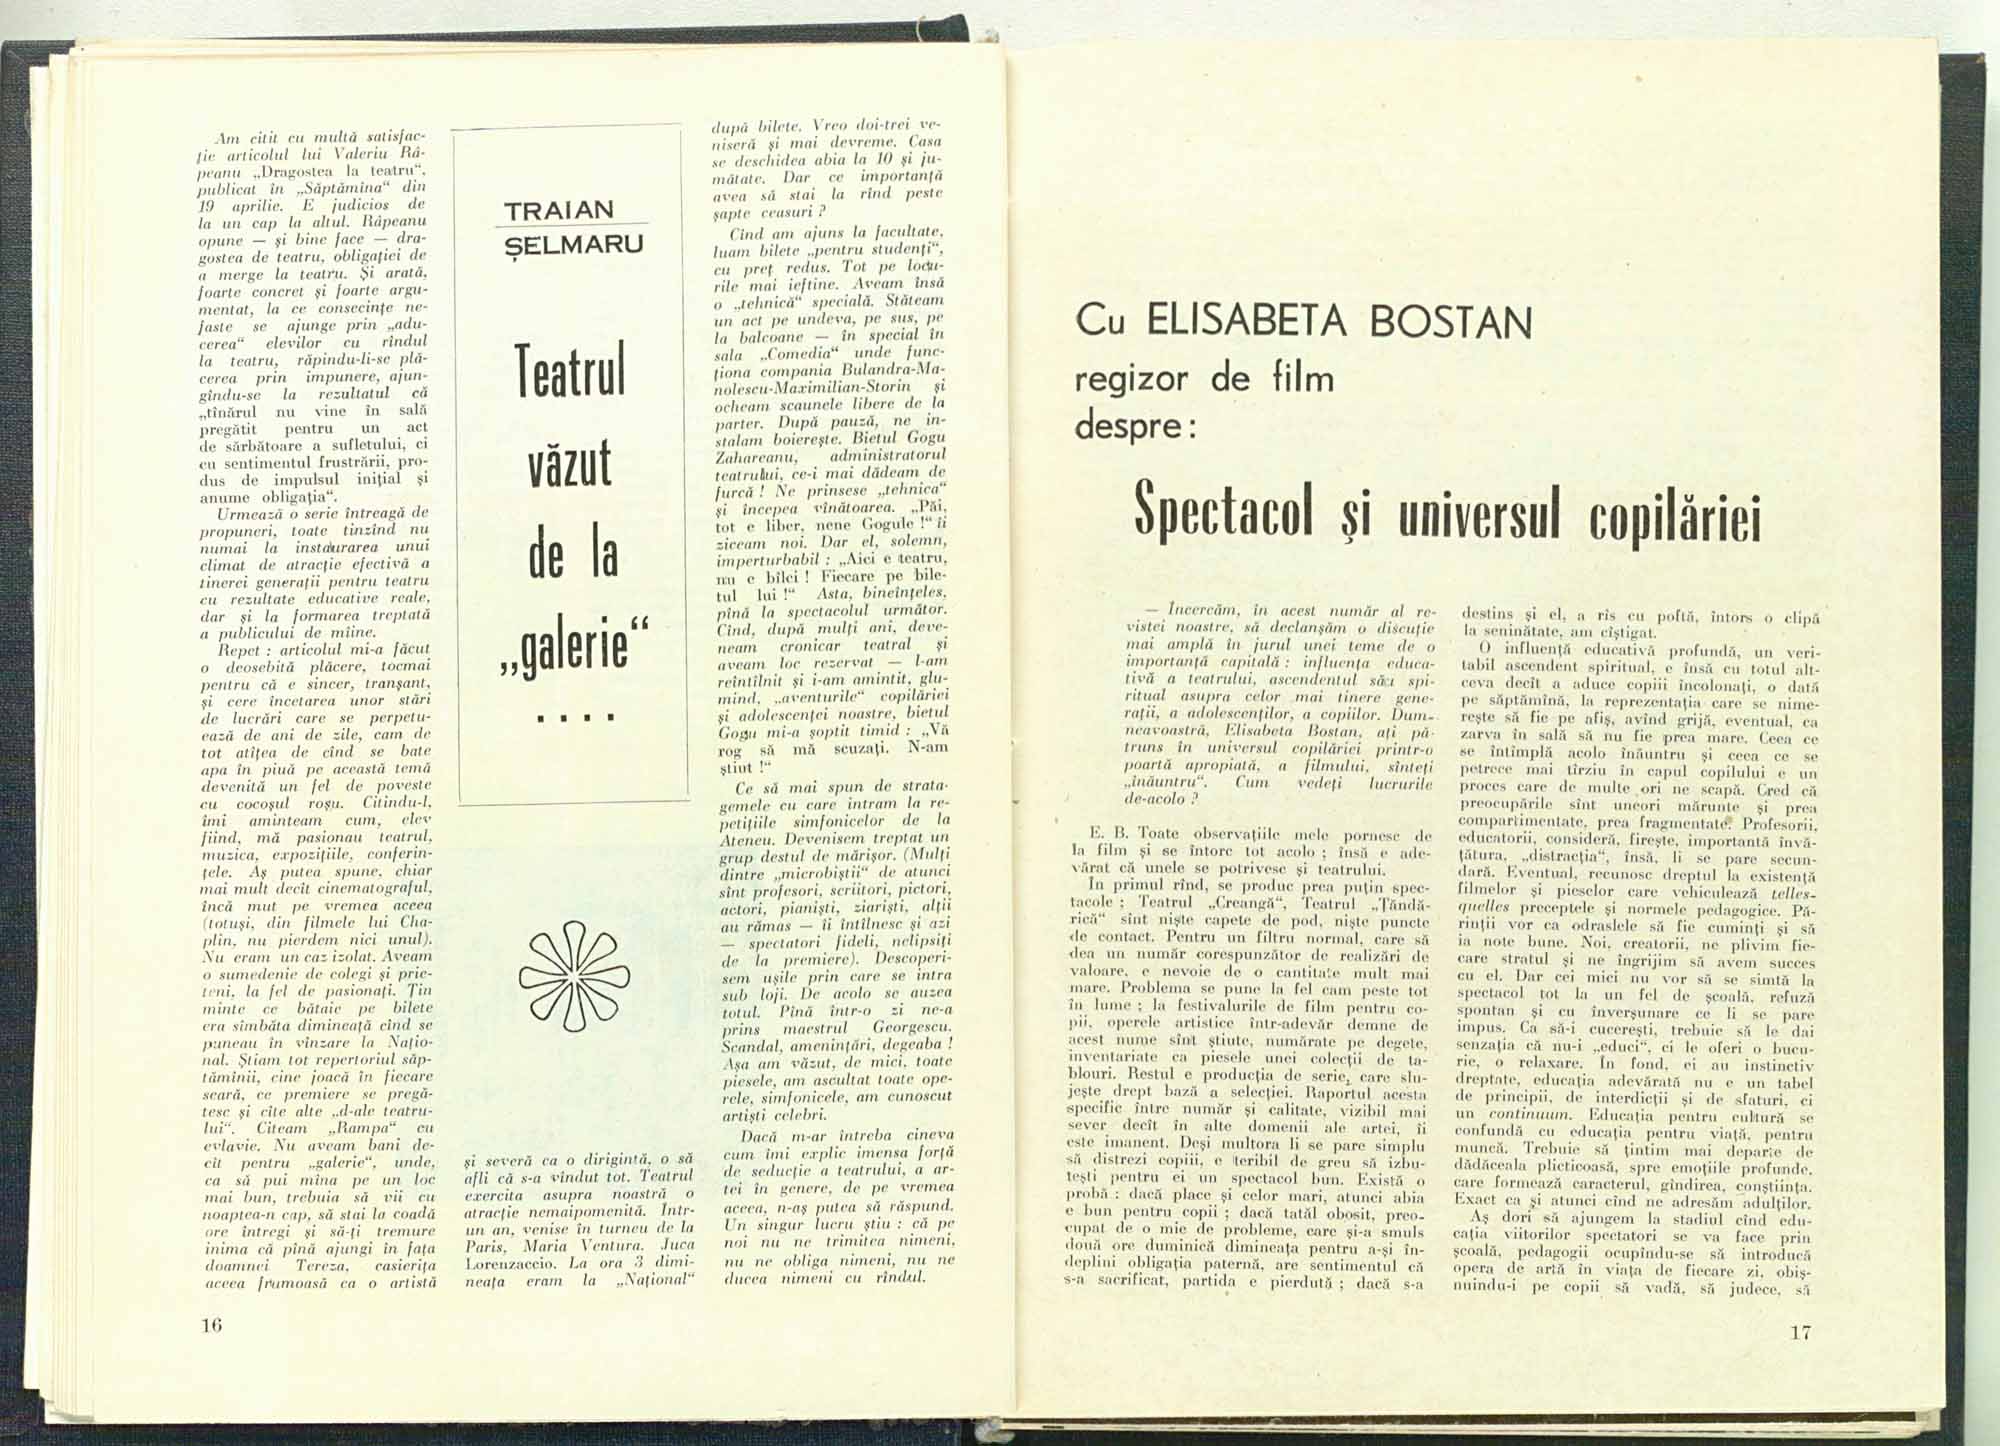 Am citit cu multă satisfac-
ție articolul lui Valeriu Râ-
peanu „Dragostea la teatru“,
publicat în „Săptămîna“ din
19 aprilie. E judicios de
la un cap la altul. Râpeanu
opune — și bine face — dra-
gostea de teatru, obligației de
a merge la teatru. Și arată,
foarte concret și foarte argu-
mentat, la ce consecințe ne-
faste se ajunge prin „adu-
cerea“ elevilor cu rîndul
la teatru, răpindu-li-se plă-
cerea prin impunere, ajun-
gîndu-se la rezultatul că
„tînărul nu vine în sală
pregătit pentru un act
de sărbătoare a sufletului, ci
cu sentimentul frustrării, pro-
dus de impulsul inițial și
anume obligația“.
Urmează o serie întreagă de
propuneri, toate tinzînd nu
numai la instaurarea unui
climat de atracție efectivă a
tinerei generații pentru teatru
cu rezultate educative reale,
dar și la formarea treptată
a publicului de mîine.
Repet : articolul mi-a făcut
o deosebită plăcere, tocmai
pentru că e sincer, tranșant,
și cere încetarea unor stări
de lucrări care se perpetu-
ează de ani de zile, cam de
tot atîțea de cînd se bate
apa în piuă pe această temă
devenită un fel de poveste
cu cocoșul roșu. Citindu-l,
îmi aminteam cum, elev
fiind, mă pasionau teatrul,
muzica, expozițiile, conferin-
țele. Aș putea spune, chiar
mai mult decît cinematograful,
încă mut pe vremea aceea
(totuși, din filmele lui Cha-
plin, nu pierdem nici unul).
Nu eram un caz izolat. Aveam
o sumedenie de colegi și prie-
teni, la fel de pasionați. Țin
minte ce bătaie pe bilete
era sîmbăta dimineață cînd se
puneau în vînzare la Națio-
nal. Știam tot repertoriul săp-
tăminii, cine joacă în fiecare
seară, ce premiere se pregă-
tesc și cîte alte „d-ale teatru-
lui“. Citeam „Rampa“ cu
evlavie. Nu aveam bani de-
cît pentru „galerie“, unde,
ca să pui mîna pe un loc
mai bun, trebuia să vii cu
noaptea-n cap, să stai la coadă
ore întregi și să-ți tremure
inima că pînă ajungi în fața
doamnei Tereza, casierița
aceea frumoasă ca o artistă
16
TRAIAN
ȘELMARU
Teatrul
văzut
de la
„galerie“
....
și severă ca o dirigintă, o să
afli că s-a vîndut tot. Teatrul
exercita asupra noastră o
atracție nemaipomenită. Intr-
un an, venise în turneu de la
Paris, Maria Ventura. Juca
Lorenzaccio. La ora 3 dimi-
neața eram la „Național“
după bilete. Vreo doi-trei ve-
niseră și mai devreme. Casa
se deschidea abia la 10 și ju-
mătate. Dar ce importanță
avea să stai la rînd peste
șapte ceasuri ?
Cînd am ajuns la facultate,
luam bilete „pentru studenți“,
cu preț redus. Tot pe locu-
rile mai ieftine. Aveam însă
o „tehnică“ specială. Stăteam
un act pe undeva, pe sus, pe
la balcoane — în special în
sala „Comedia“ unde func-
ționa compania Bulandra-Ma-
nolescu-Maximilian-Storin și
ocheam scaunele libere de la
parter. După pauză, ne in-
stalam boierește. Bietul Gogu
Zahareanu, administratorul
teatrului, ce-i mai dădeam de
furcă ! Ne prinsese „tehnica“
și începea vînătoarea. „Păi,
tot e liber, nene Gogule !“ îi
ziceam noi. Dar el, solemn,
imperturbabil : „Aici e teatru,
nu e bîlci ! Fiecare pe bile-
tul lui !“ Asta, bineînțeles,
pînă la spectacolul următor.
Cînd, după mulți ani, deve-
neam cronicar teatral și
aveam loc rezervat — l-am
reîntîlnit și i-am amintit, glu-
mind, „aventurile“ copilăriei
și adolescenței noastre, bietul
Gogu mi-a șoptit timid : „Vă
rog să mă scuzați. N-am
știut !“
Ce să mai spun de strata-
gemele cu care intram la re-
petițiile simfonicelor de la
Ateneu. Devenisem treptat un
grup destul de mărișor. (Mulți
dintre „microbiștii“ de atunci
sînt profesori, scriitori, pictori,
actori, pianiști, ziariști, alții
au rămas — îi întîlnesc și azi
— spectatori fideli, nelipsiți
de la premiere). Descoperi-
sem ușile prin care se intra
sub loji. De acolo se auzea
totul. Pînă într-o zi ne-a
prins maestrul Georgescu.
Scandal, amenințări, degeaba !
Așa am văzut, de mici, toate
piesele, am ascultat toate ope-
rele, simfonicele, am cunoscut
artiști celebri.
Dacă m-ar întreba cineva
cum îmi explic imensa forță
de seducție a teatrului, a ar-
tei în genere, de pe vremea
aceea, n-aș putea să răspund.
Un singur lucru știu : că pe
noi nu ne trimitea nimeni,
nu ne obliga nimeni, nu ne
ducea nimeni cu rîndul.
Cu ELISABETA BOSTAN
regizor de film
despre :
Spectacol și universul copilăriei
— Incercăm, în acest număr al re-
vistei noastre, să declanșăm o discuție
mai amplă în jurul unei teme de o
importanță capitală : influența educa-
tivă a teatrului, ascendentul său spi-
ritual asupra celor mai tinere gene-
rații, a adolescenților, a copiilor. Dum-
neavoastră, Elisabeta Bostan, ați pă-
truns în universul copilăriei printr-o
poartă apropiată, a filmului, sînteți
„înăuntru“. Cum vedeți lucrurile
de-acolo ?
E. B. Toate observațiile mele pornesc de
la film și se întorc tot acolo ; însă e ade-
vărat că unele se potrivesc și teatrului.
In primul rînd, se produc prea puțin spec-
tacole ; Teatrul „Creangă“, Teatrul „Țăndă-
rică“ sînt niște capete de pod, niște puncte
de contact. Pentru un filtru normal, care să
dea un număr corespunzător de realizări de
valoare, e nevoie de o cantitate mult mai
mare. Problema se pune la fel cam peste tot
în lume ; la festivalurile de film pentru co-
pii, operele artistice într-adevăr demne de
acest nume sînt știute, numărate pe degete,
inventariate ca piesele unei colecții de ta-
blouri. Restul e producția de serie, care slu-
jește drept bază a selecției. Raportul acesta
specific între număr și calitate, vizibil mai
sever decît în alte domenii ale artei, îi
este imanent. Deși multora li se pare simplu
să distrezi copiii, e teribil de greu să izbu-
tești pentru ei un spectacol bun. Există o
probă : dacă place și celor mari, atunci abia
e bun pentru copii ; dacă tatăl obosit, preo-
cupat de o mie de probleme, care și-a smuls
două ore duminică dimineața pentru a-și în-
deplini obligația paternă, are sentimentul că
s-a sacrificat, partida e pierdută ; dacă s-a
destins și el, a rîs cu poftă, întors o clipă
la seninătate, am cîștigat.
O influență educativă profundă, un veri-
tabil ascendent spiritual, e însă cu totul alt-
ceva decît a aduce copiii încolonați, o dată
pe săptămînă, la reprezentația care se nime-
rește să fie pe afiș, avînd grijă, eventual, ca
zarva în sală să nu fie prea mare. Ceea ce
se întîmplă acolo înăuntru și ceea ce se
petrece mai tîrziu în capul copilului e un
proces care de multe ori ne scapă. Cred că
preocupările sînt uneori mărunte și prea
compartimentate, prea fragmentate. Profesorii,
educatorii, consideră, firește, importantă învă-
țătura, „distracția“, însă, li se pare secun-
dară. Eventual, recunosc dreptul la existență
filmelor și pieselor care vehiculează telles-
quelles preceptele și normele pedagogice. Pă-
rinții vor ca odraslele să fie cuminți și să
ia note bune. Noi, creatorii, ne plivim fie-
care stratul și ne îngrijim să avem succes
cu el. Dar cei mici nu vor să se simtă la
spectacol tot la un fel de școală, refuză
spontan și cu înverșunare ce li se pare
impus. Ca să-i cucerești, trebuie să le dai
senzația că nu-i „educi“, ci le oferi o bucu-
rie, o relaxare. In fond, ei au instinctiv
dreptate, educația adevărată nu e un tabel
de principii, de interdicții și de sfaturi, ci
un continuum. Educația pentru cultură se
confundă cu educația pentru viață, pentru
muncă. Trebuie să țintim mai departe de
dădăceala plicticoasă, spre emoțiile profunde,
care formează caracterul, gîndirea, conștiința.
Exact ca și atunci cînd ne adresăm adulților.
Aș dori să ajungem la stadiul cînd edu-
cația viitorilor spectatori se va face prin
școală, pedagogii ocupîndu-se să introducă
opera de artă în viața de fiecare zi, obiș-
nuindu-i pe copii să vadă, să judece, să
17